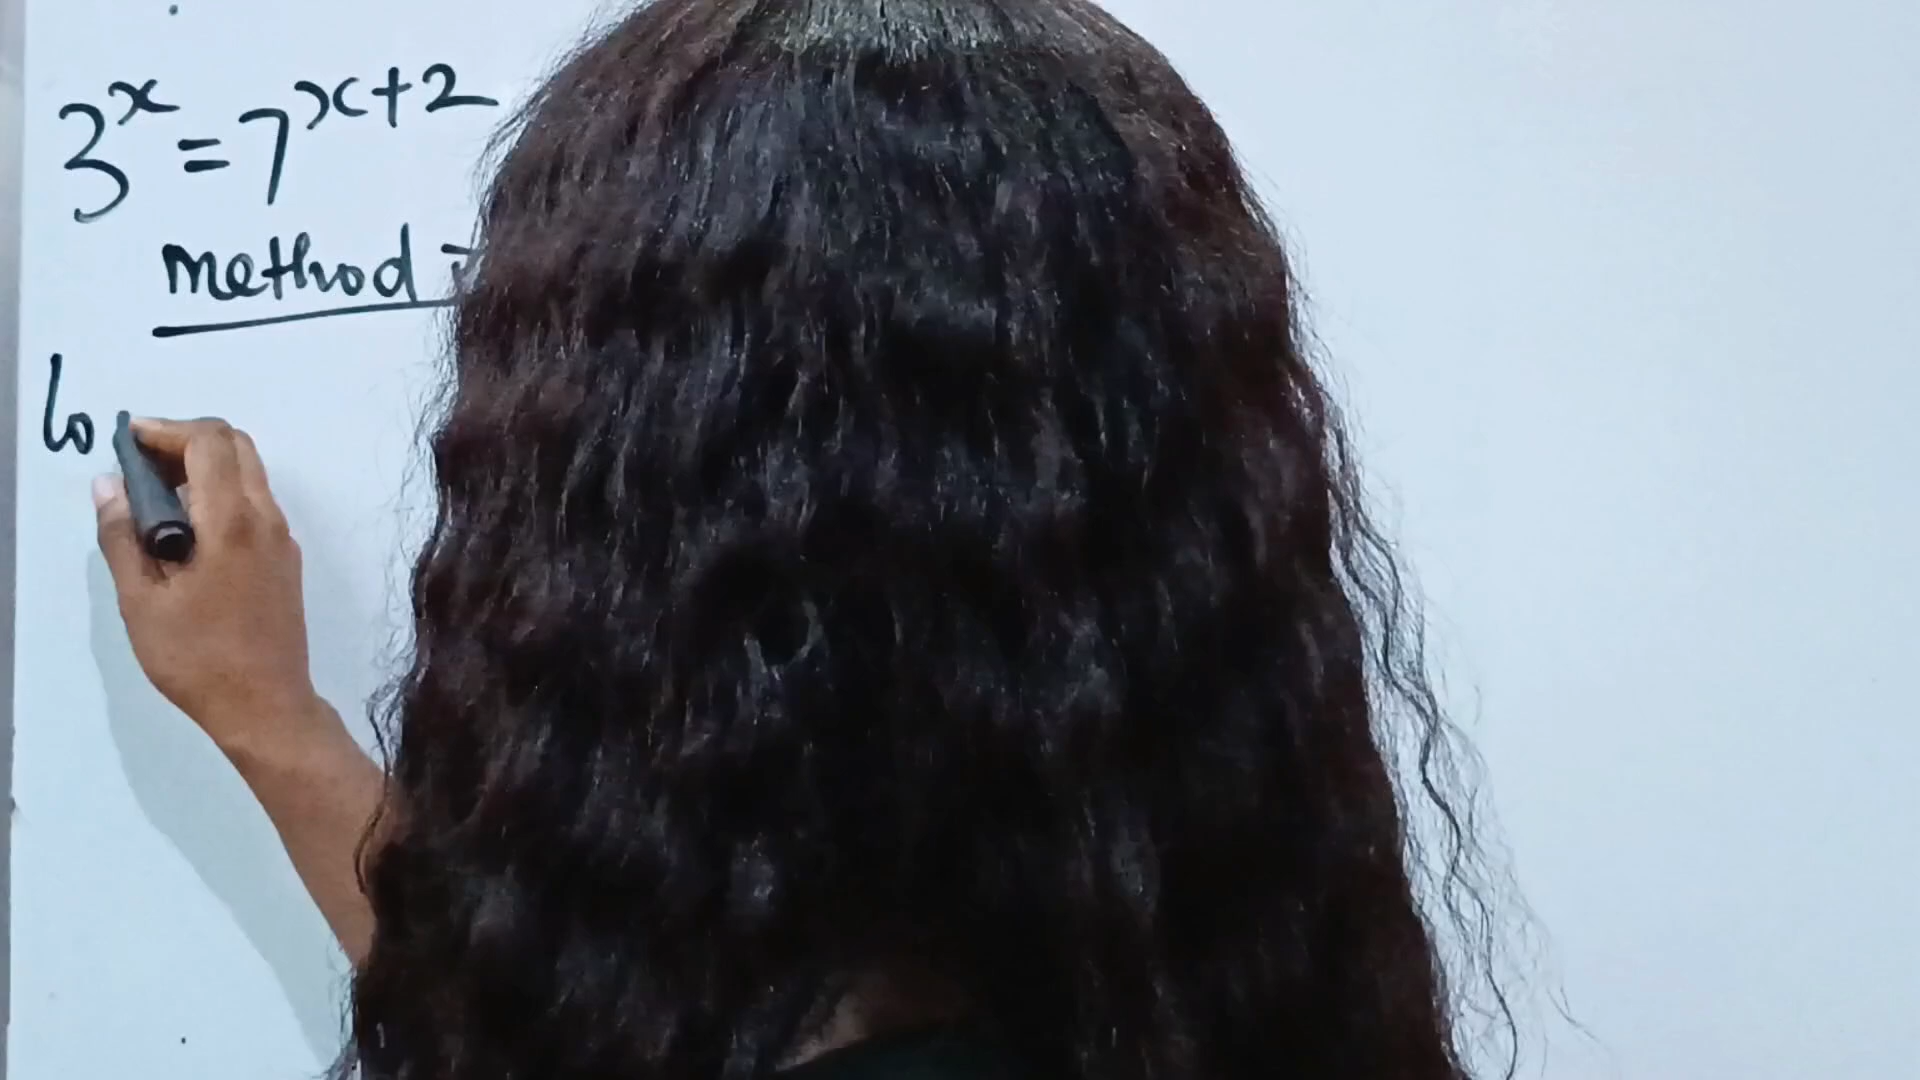 3^x = 7^(x+2)
method
lo